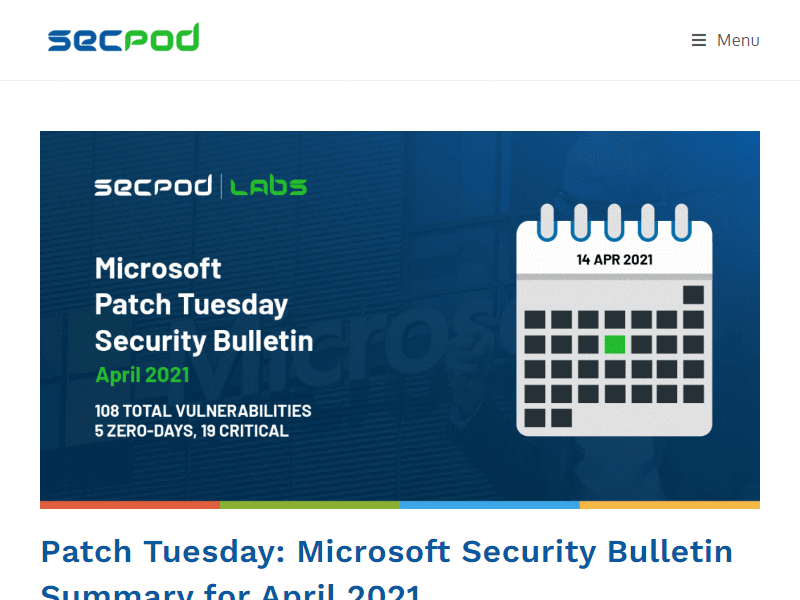 secpod
Menu
secpod LABS
Microsoft
Patch Tuesday
Security Bulletin
April 2021
108 TOTAL VULNERABILITIES
5 ZERO-DAYS, 19 CRITICAL
14 APR 2021
Microsoft
Patch Tuesday: Microsoft Security Bulletin
Summary for April 2021